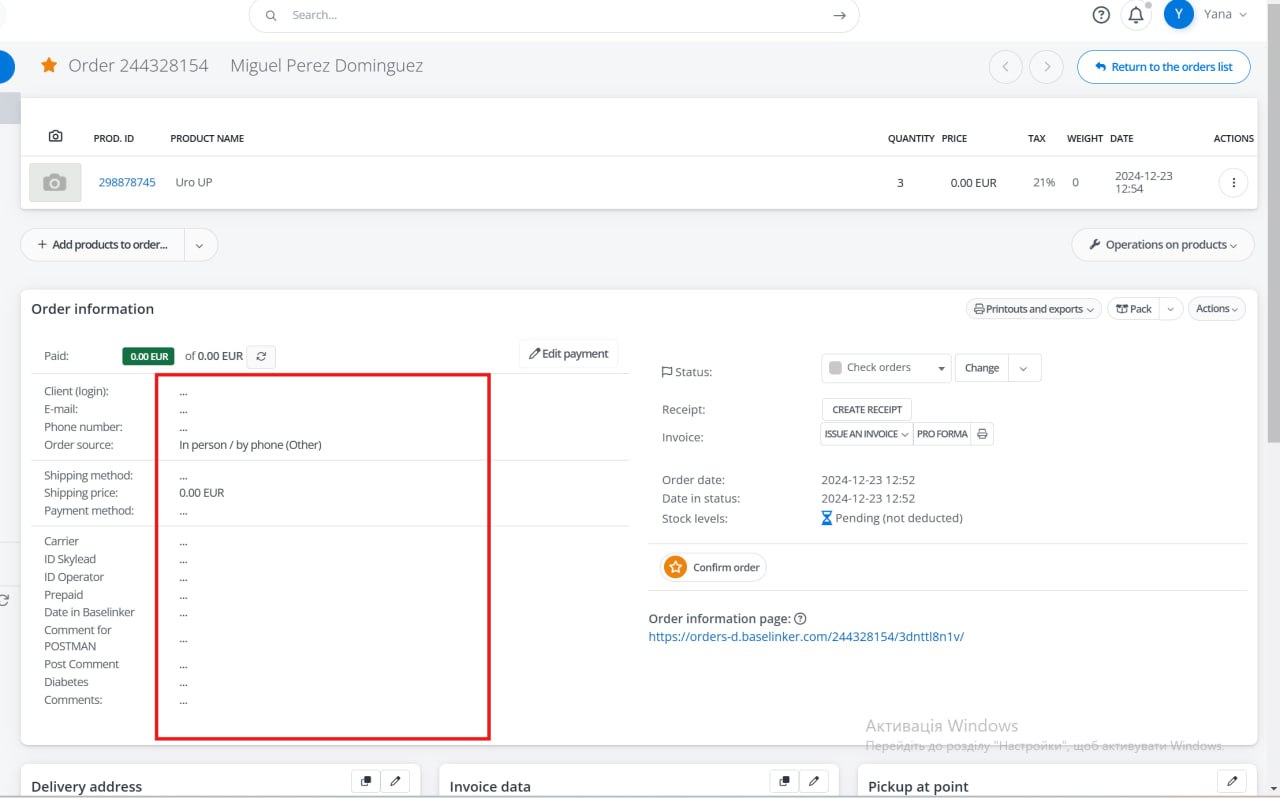 Search...
Y Yana
Order 244328154 Miguel Perez Dominguez
Return to the orders list
PROD. ID PRODUCT NAME QUANTITY PRICE TAX WEIGHT DATE ACTIONS
298878745 Uro UP 3 0.00 EUR 21% 0 2024-12-23
12:54
+ Add products to order... Operations on products
Order information
Printouts and exports Pack Actions
Paid: 0.00 EUR of 0.00 EUR Edit payment
Client (login): ...
E-mail: ...
Phone number: ...
Order source: In person / by phone (Other)
Shipping method: ...
Shipping price: 0.00 EUR
Payment method: ...
Carrier ...
ID Skylead ...
ID Operator ...
Prepaid ...
Date in Baselinker ...
Comment for
POSTMAN ...
Post Comment ...
Diabetes ...
Comments: ...
Status: Check orders Change
Receipt: CREATE RECEIPT
Invoice: ISSUE AN INVOICE PRO FORMA
Order date: 2024-12-23 12:52
Date in status: 2024-12-23 12:52
Stock levels: Pending (not deducted)
Confirm order
Order information page:
https://orders-d.baselinker.com/244328154/3dnttl8n1v/
Активація Windows
Перейдіть до розділу "Настройки", щоб активувати Windows.
Delivery address
Invoice data
Pickup at point